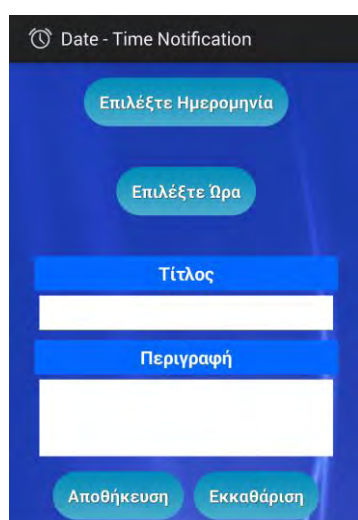 Date - Time Notification
Επιλέξτε Ημερομηνία
Επιλέξτε Ώρα
Τίτλος
Περιγραφή
Αποθήκευση Εκκαθάριση